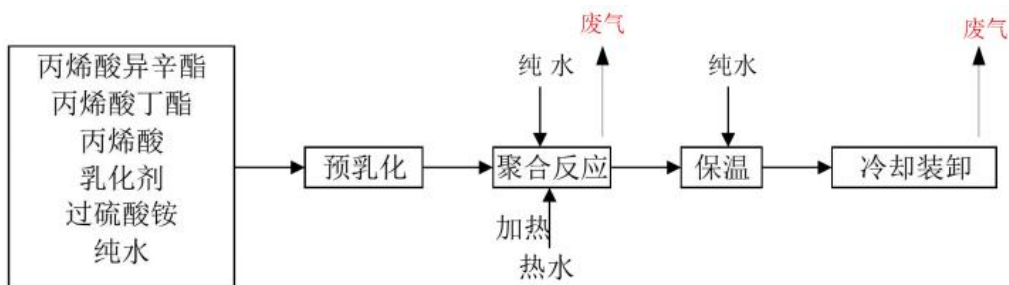 丙烯酸异辛酯
丙烯酸丁酯
丙烯酸
乳化剂
过硫酸铵
纯水
预乳化
纯 水
废气
聚合反应
加热
热水
纯水
保温
废气
冷却装卸